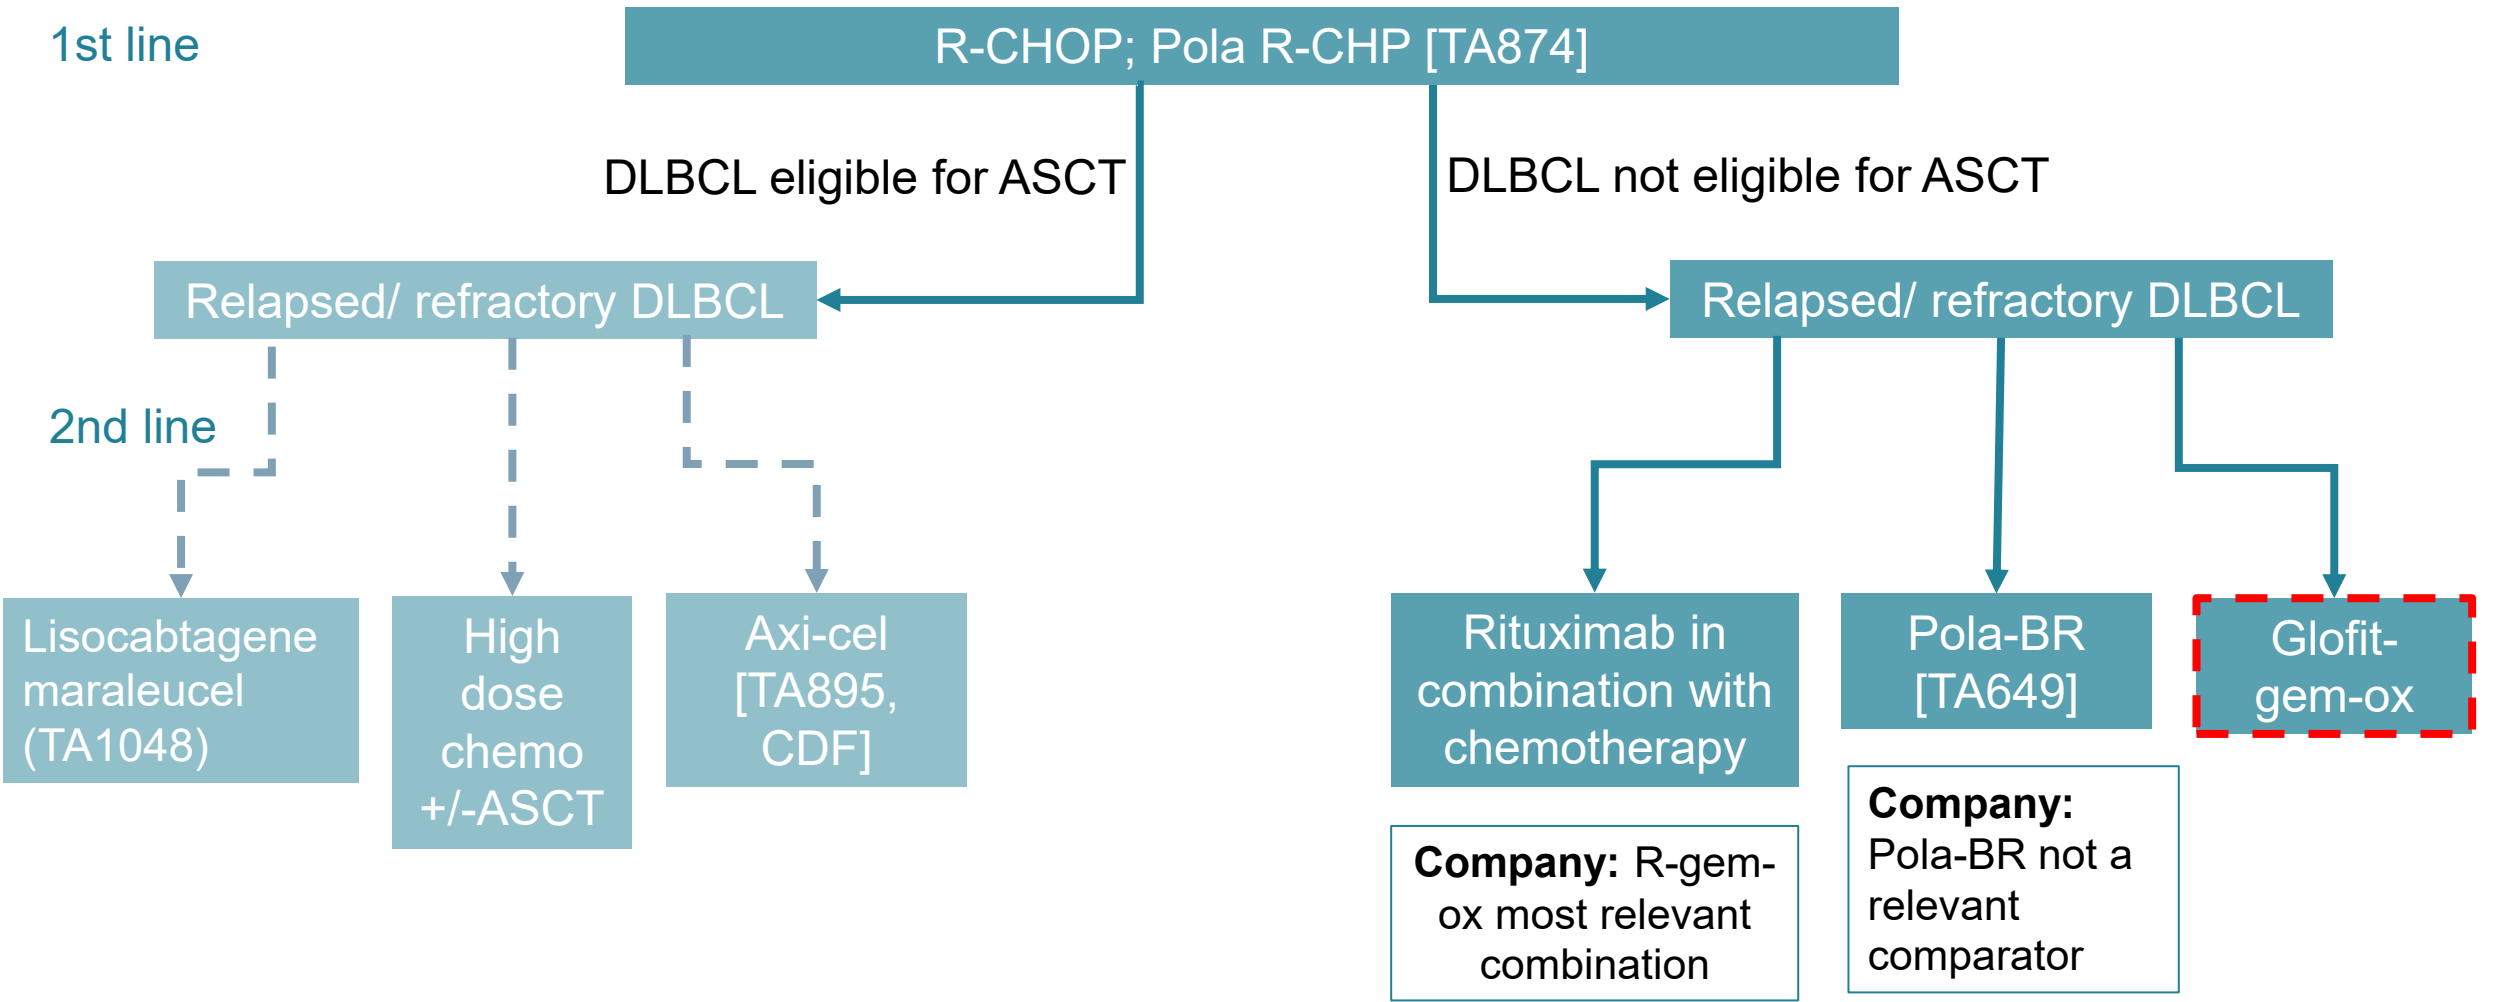 1st line
R-CHOP; Pola R-CHP [TA874]
DLBCL eligible for ASCT
DLBCL not eligible for ASCT
Relapsed/ refractory DLBCL
Relapsed/ refractory DLBCL
2nd line
Lisocabtagene
maraleucel
(TA1048)
High
dose
chemo
+/-ASCT
Axi-cel
[TA895,
CDF]
Rituximab in
combination with
chemotherapy
Pola-BR
[TA649]
Glofit-
gem-ox
Company: R-gem-
ox most relevant
combination
Company:
Pola-BR not a
relevant
comparator